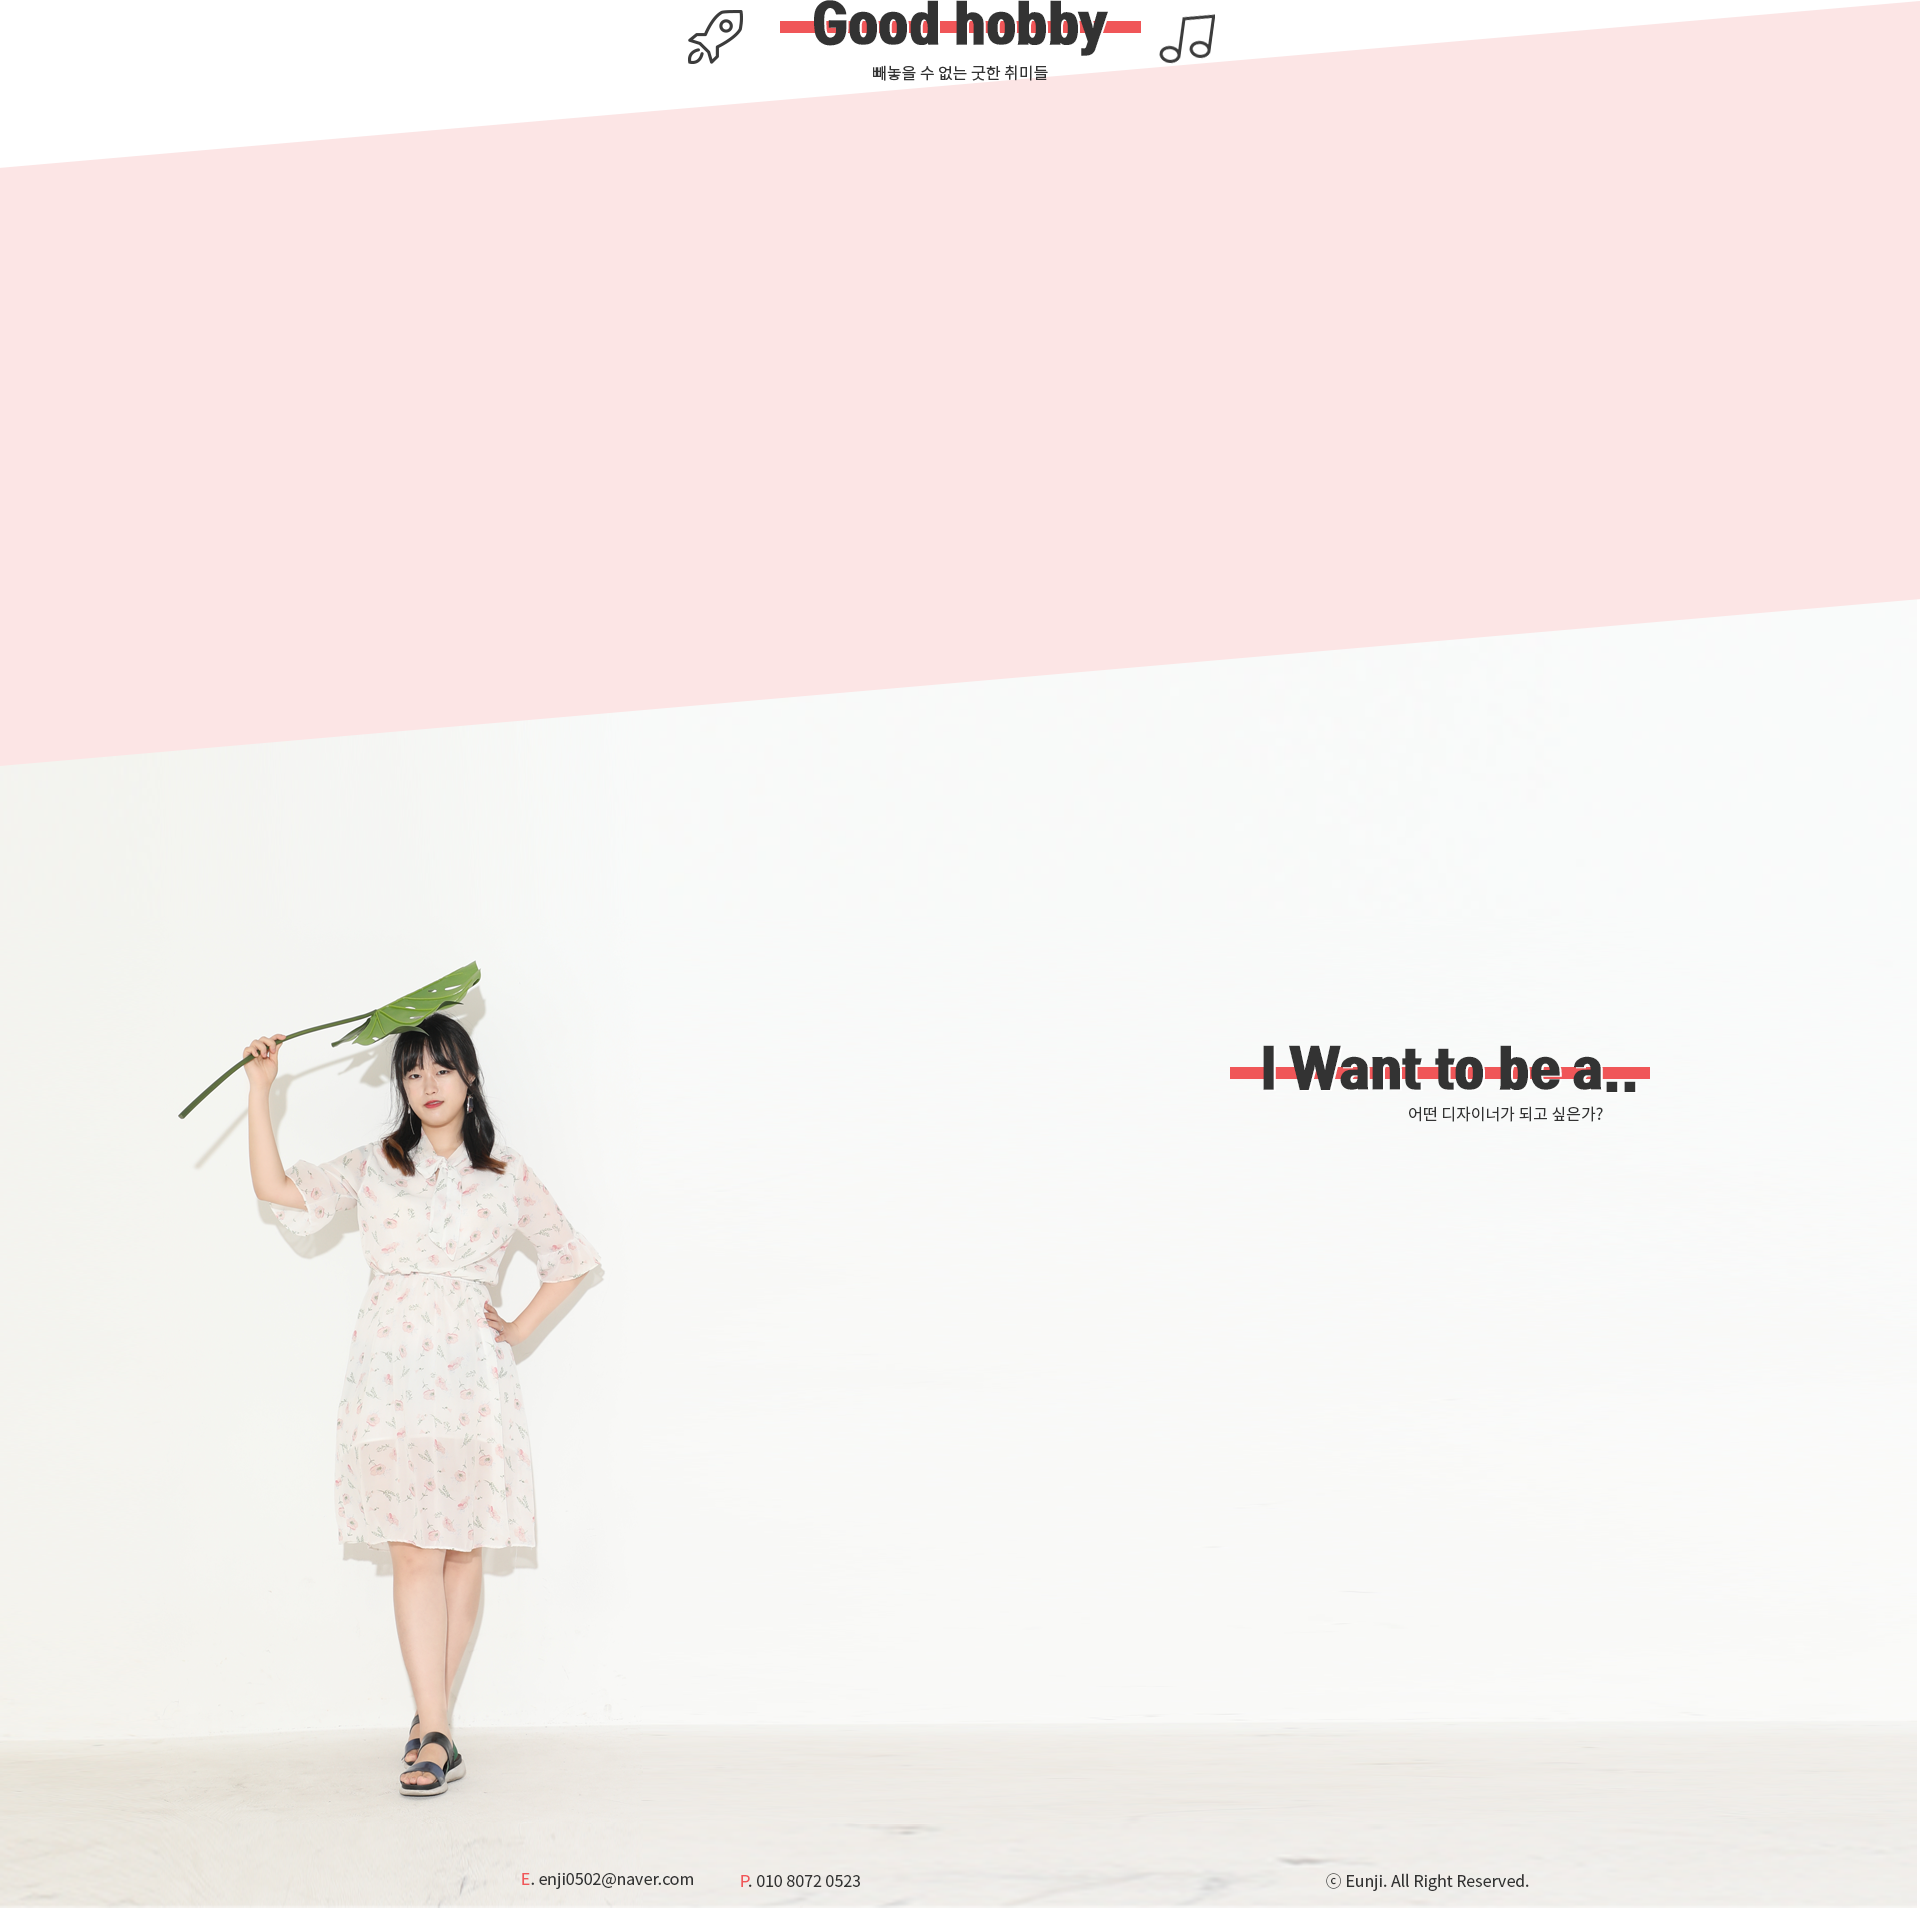 Good hobby
빼놓을 수 없는 굿한 취미들
I Want to be a..
어떤 디자이너가 되고 싶은가?
E. enji0502@naver.com
P. 010 8072 0523
ⓒ Eunji. All Right Reserved.